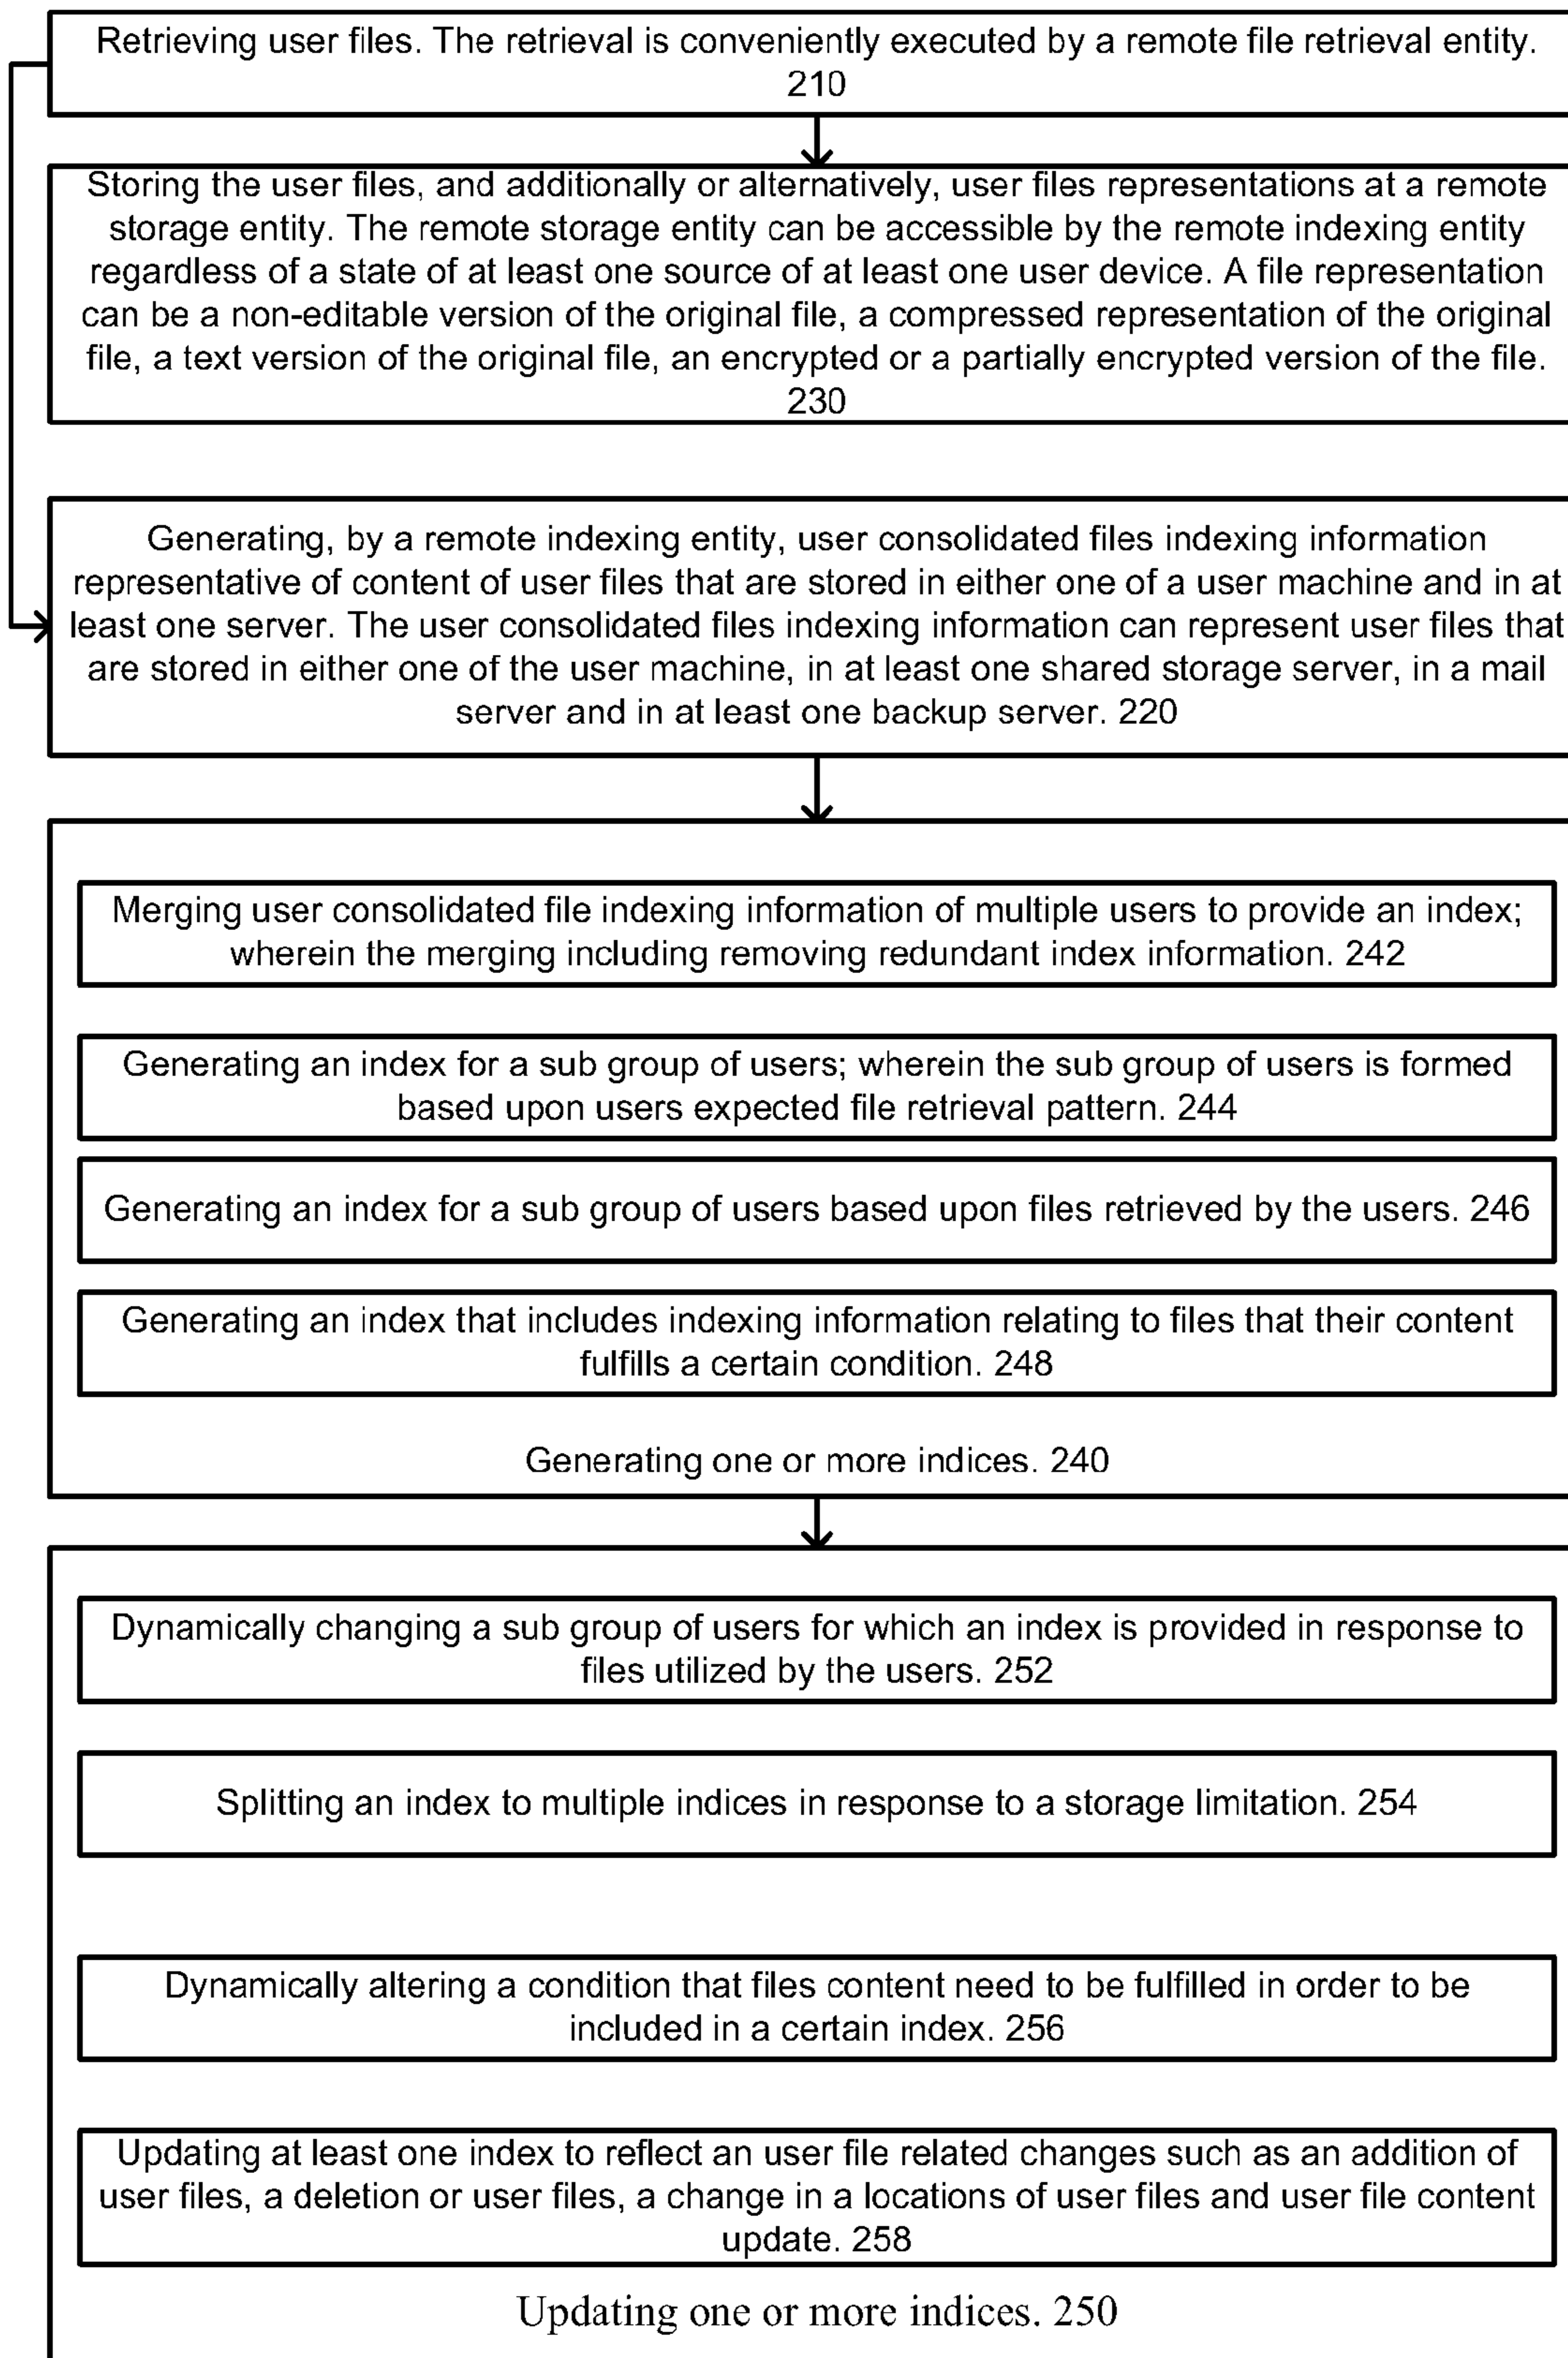 Retrieving user files. The retrieval is conveniently executed by a remote file retrieval entity.
210
Storing the user files, and additionally or alternatively, user files representations at a remote
storage entity. The remote storage entity can be accessible by the remote indexing entity
regardless of a state of at least one source of at least one user device. A file representation
can be a non-editable version of the original file, a compressed representation of the original
file, a text version of the original file, an encrypted or a partially encrypted version of the file.
230
Generating, by a remote indexing entity, user consolidated files indexing information
representative of content of user files that are stored in either one of a user machine and in at
least one server. The user consolidated files indexing information can represent user files that
are stored in either one of the user machine, in at least one shared storage server, in a mail
server and in at least one backup server. 220
Merging user consolidated file indexing information of multiple users to provide an index;
wherein the merging including removing redundant index information. 242
Generating an index for a sub group of users; wherein the sub group of users is formed
based upon users expected file retrieval pattern. 244
Generating an index for a sub group of users based upon files retrieved by the users. 246
Generating an index that includes indexing information relating to files that their content
fulfills a certain condition. 248
Generating one or more indices. 240
Dynamically changing a sub group of users for which an index is provided in response to
files utilized by the users. 252
Splitting an index to multiple indices in response to a storage limitation. 254
Dynamically altering a condition that files content need to be fulfilled in order to be
included in a certain index. 256
Updating at least one index to reflect an user file related changes such as an addition of
user files, a deletion or user files, a change in a locations of user files and user file content
update. 258
Updating one or more indices. 250